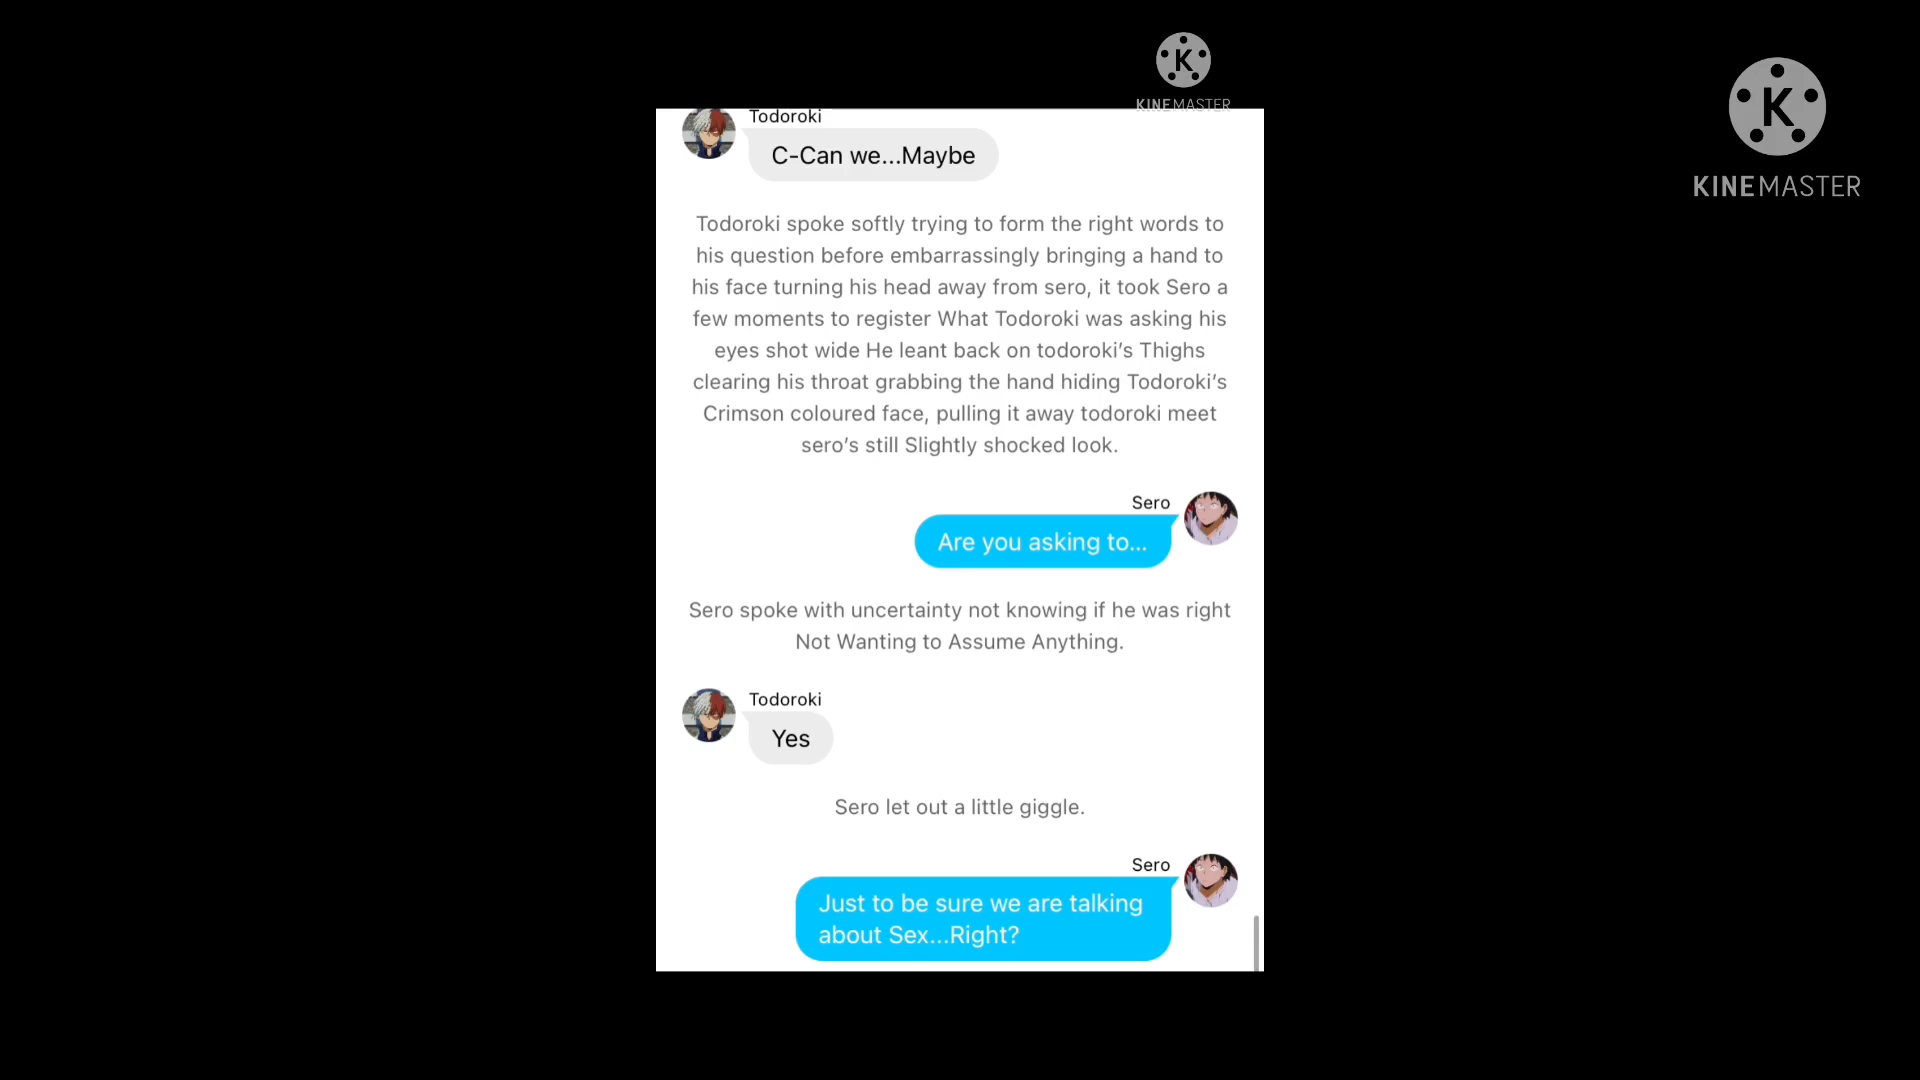 KINEMASTER
KINEMASTER
Todoroki
C-Can we...Maybe
Todoroki spoke softly trying to form the right words to
his question before embarrassingly bringing a hand to
his face turning his head away from sero, it took Sero a
few moments to register What Todoroki was asking his
eyes shot wide He leant back on todoroki’s Thighs
clearing his throat grabbing the hand hiding Todoroki’s
Crimson coloured face, pulling it away todoroki meet
sero’s still Slightly shocked look.
Sero
Are you asking to...
Sero spoke with uncertainty not knowing if he was right
Not Wanting to Assume Anything.
Todoroki
Yes
Sero let out a little giggle.
Sero
Just to be sure we are talking
about Sex...Right?